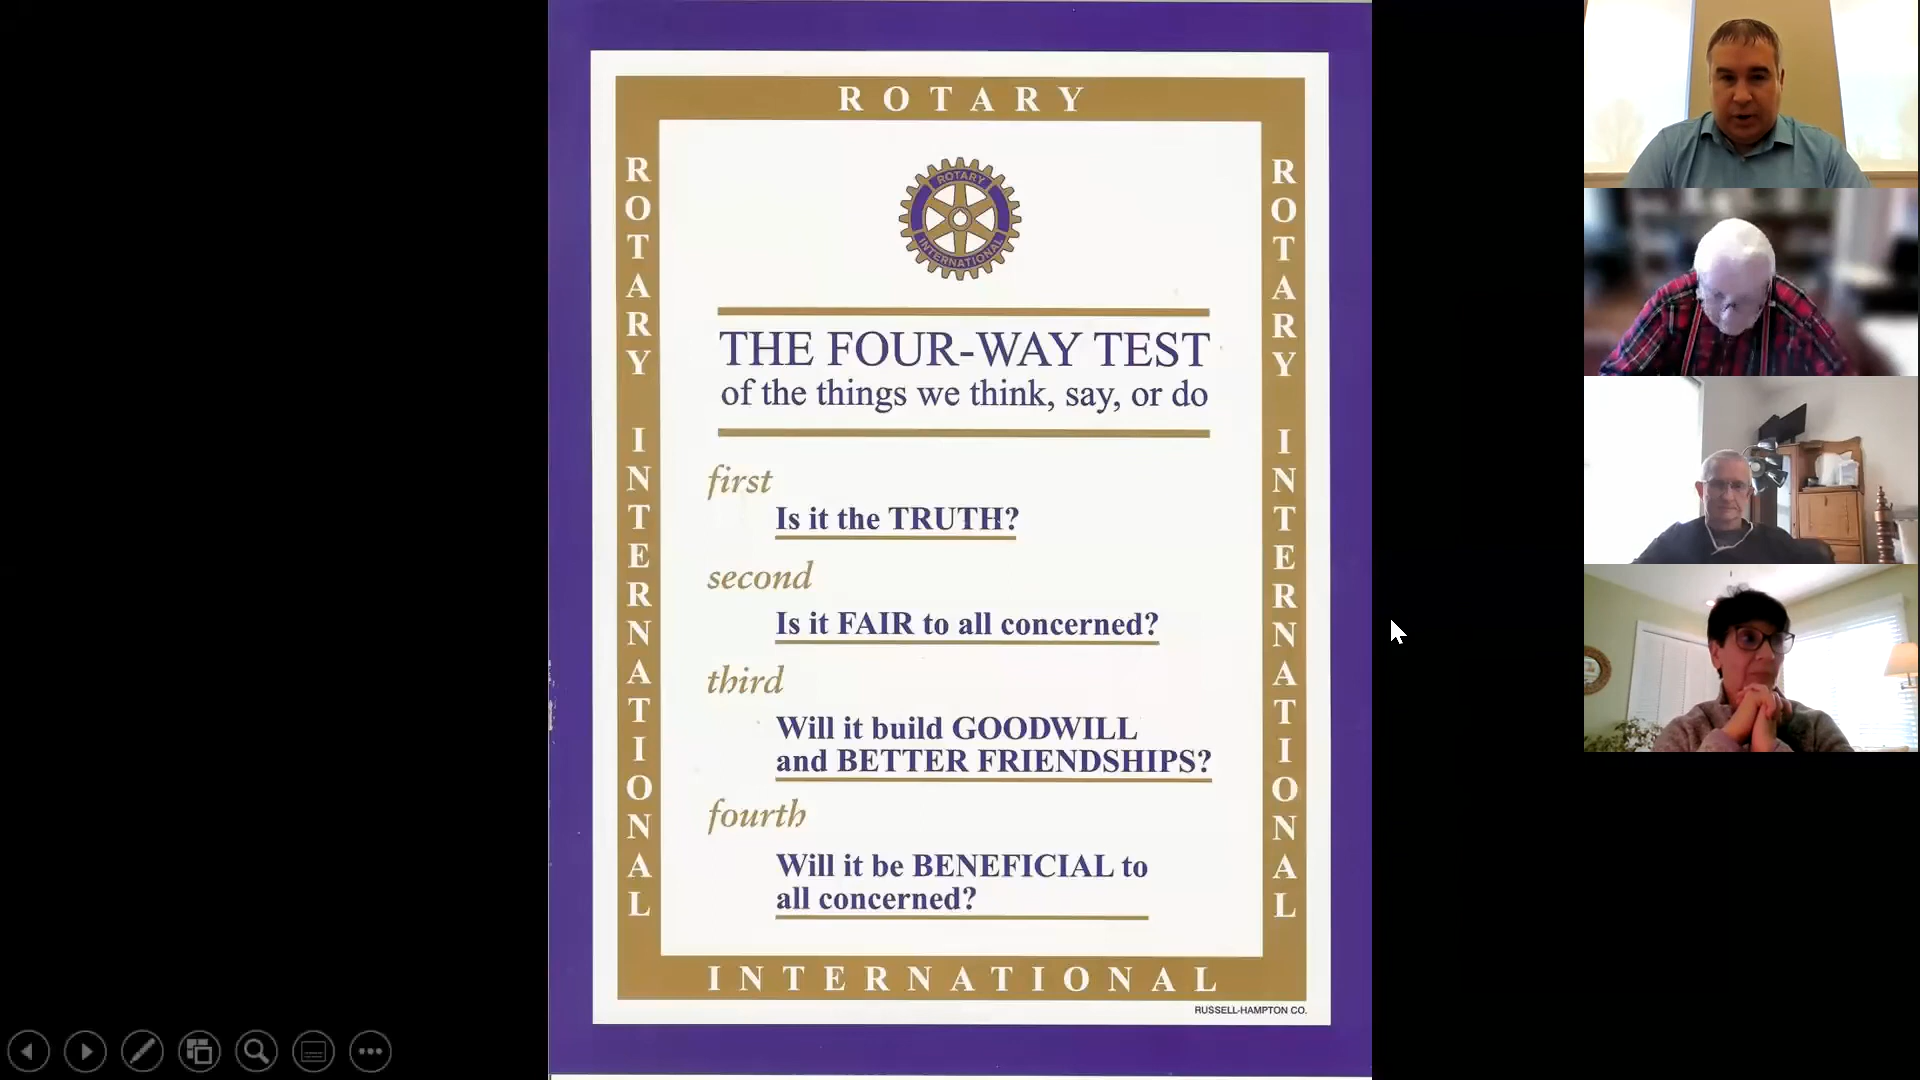 ROTARY
ROTARY INTERNATIONAL
ROTARY INTERNATIONAL
ROTARY
INTERNATIONAL
THE FOUR-WAY TEST
of the things we think, say, or do
first
Is it the TRUTH?
second
Is it FAIR to all concerned?
third
Will it build GOODWILL
and BETTER FRIENDSHIPS?
fourth
Will it be BENEFICIAL to
all concerned?
INTERNATIONAL
RUSSELL-HAMPTON CO.